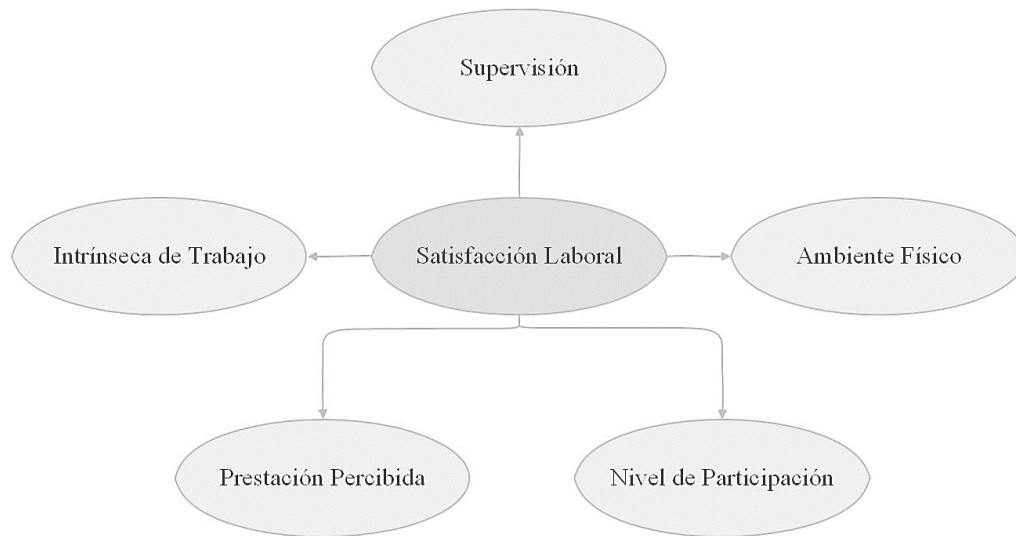 Supervisión
Intrínseca de Trabajo
Satisfacción Laboral
Ambiente Físico
Prestación Percibida
Nivel de Participación